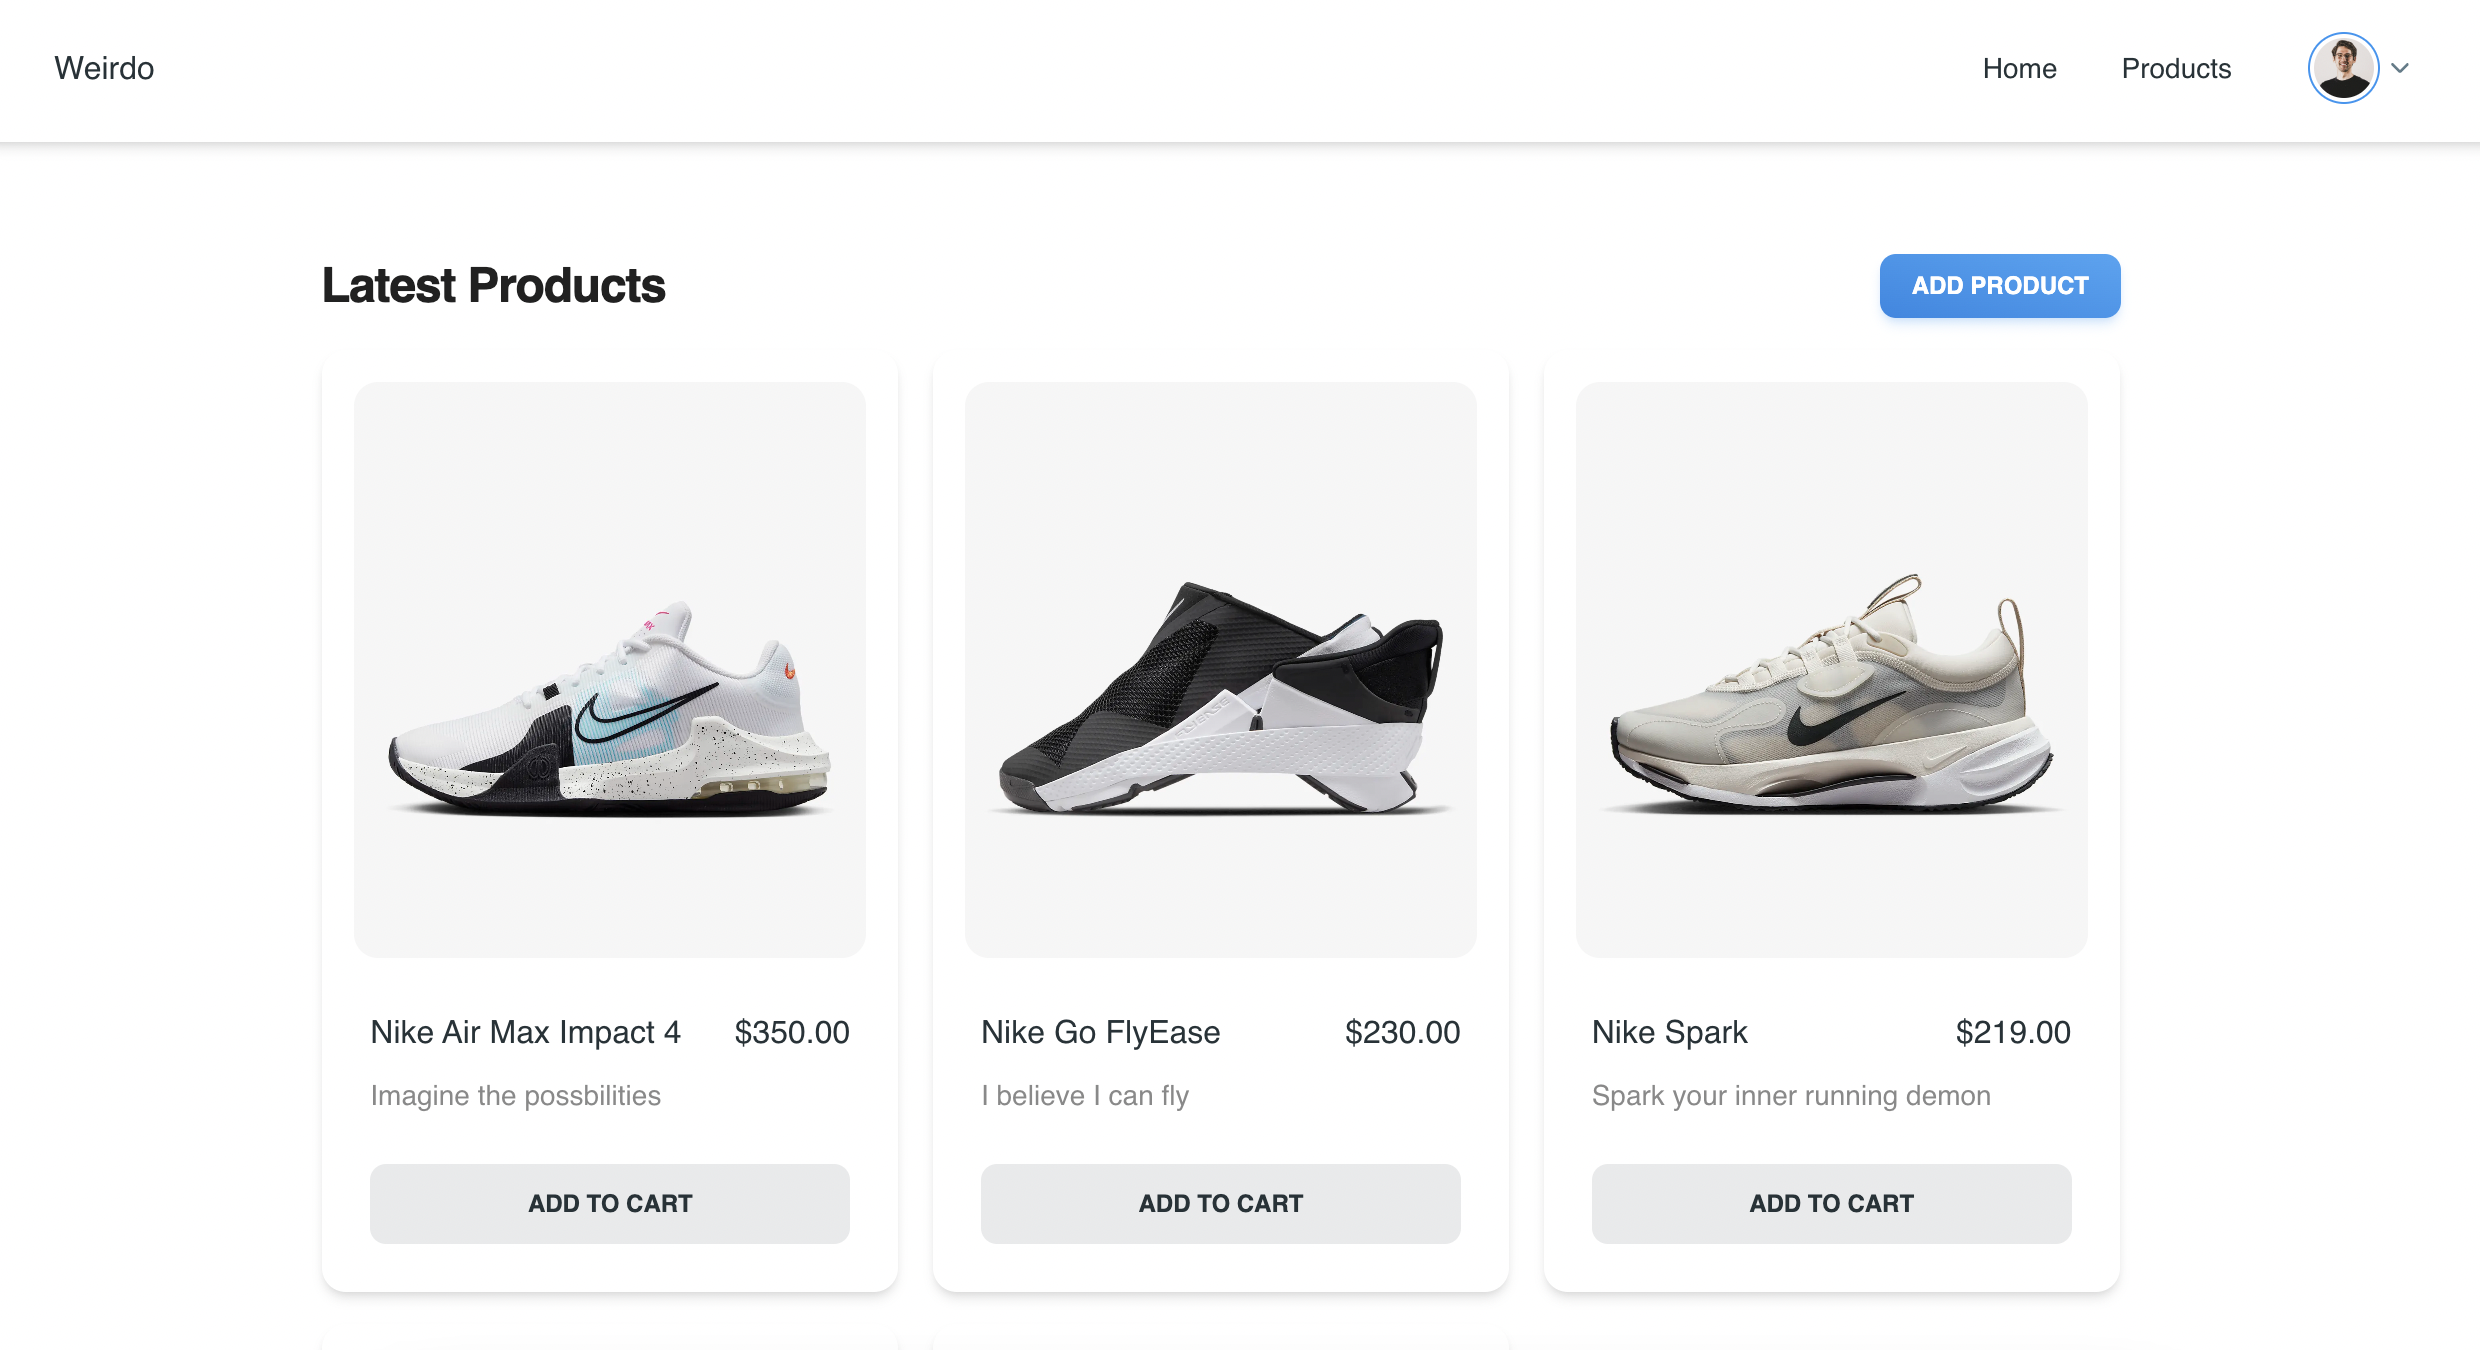 Weirdo
Home
Products
Latest Products
ADD PRODUCT
Nike Air Max Impact 4
$350.00
Imagine the possbilities
ADD TO CART
Nike Go FlyEase
$230.00
I believe I can fly
ADD TO CART
Nike Spark
$219.00
Spark your inner running demon
ADD TO CART